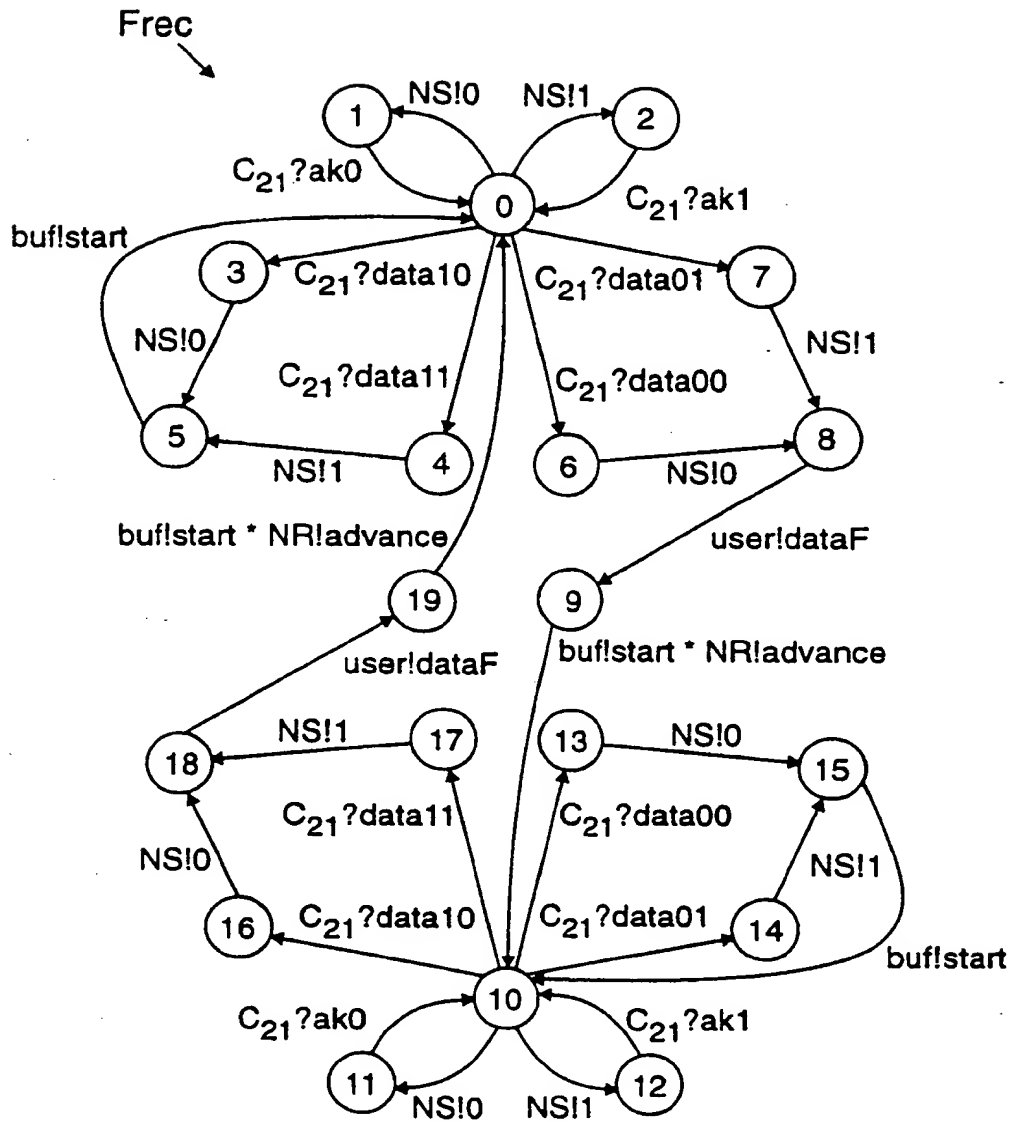 Frec
NS!0 NS!1
1 2
C21?ak0 0 C21?ak1
buf!start
3 C21?data10 C21?data01 7
NS!0 NS!1
C21?data11 C21?data00
5 NS!1 4 6 NS!0 8
buf!start * NR!advance user!dataF
19 9
user!dataF buf!start * NR!advance
NS!1 17 13 NS!0
18 15
C21?data11 C21?data00
NS!0 NS!1
16 C21?data10 C21?data01 14
buf!start
10
C21?ak0 C21?ak1
11 12
NS!0 NS!1